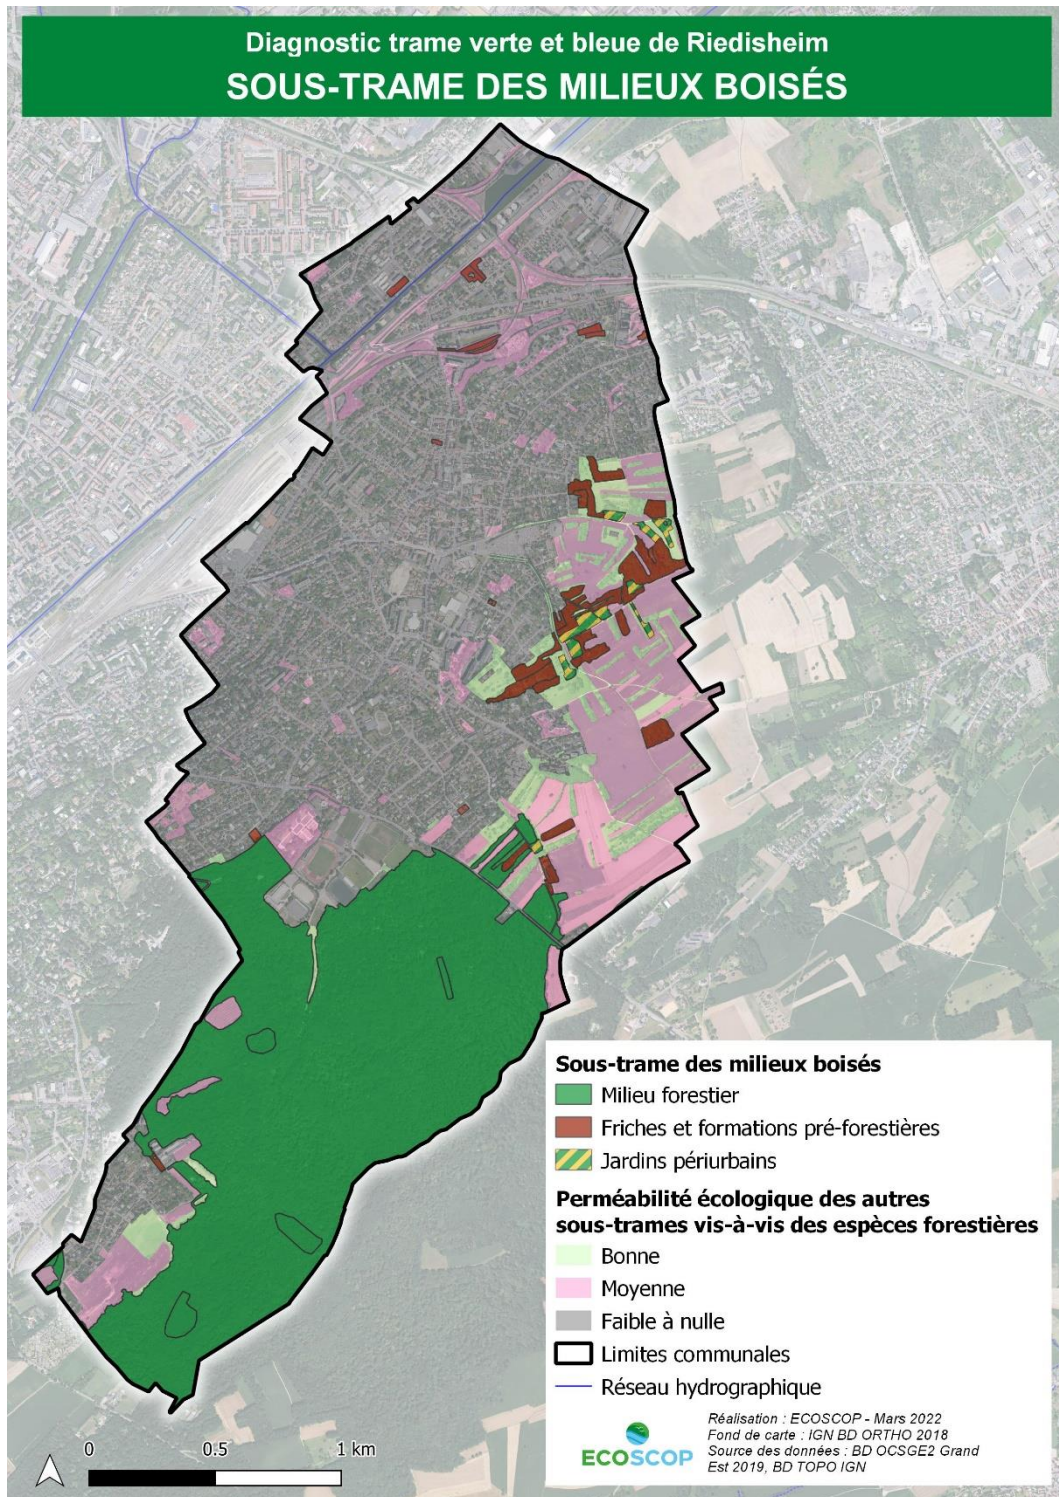 Diagnostic trame verte et bleue de Riedisheim
SOUS-TRAME DES MILIEUX BOISÉS
Sous-trame des milieux boisés
Milieu forestier
Friches et formations pré-forestières
Jardins périurbains
Perméabilité écologique des autres
sous-trames vis-à-vis des espèces forestières
Bonne
Moyenne
Faible à nulle
Limites communales
Réseau hydrographique
ECOSCOP
Réalisation : ECOSCOP - Mars 2022
Fond de carte : IGN BD ORTHO 2018
Source des données : BD OCSGE2 Grand
Est 2019, BD TOPO IGN
0 0.5 1 km